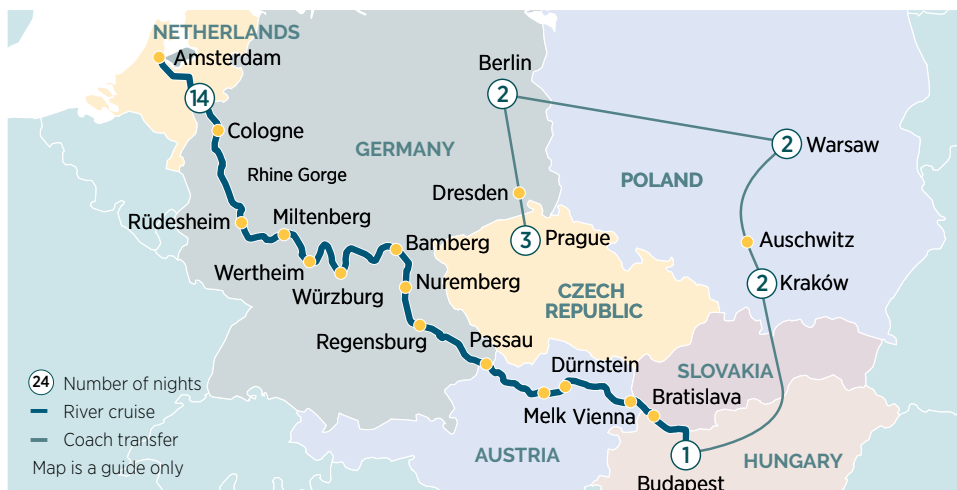 NETHERLANDS
Amsterdam
14
Cologne
GERMANY
Rhine Gorge
Berlin
2
2
Warsaw
POLAND
Dresden
Rüdesheim
Miltenberg
3
Prague
Auschwitz
Bamberg
Wertheim
Würzburg
Nuremberg
2
Kraków
CZECH
REPUBLIC
Regensburg
Passau
Dürnstein
SLOVAKIA
24
Number of nights
River cruise
Coach transfer
Map is a guide only
Melk
Vienna
Bratislava
AUSTRIA
1
HUNGARY
Budapest